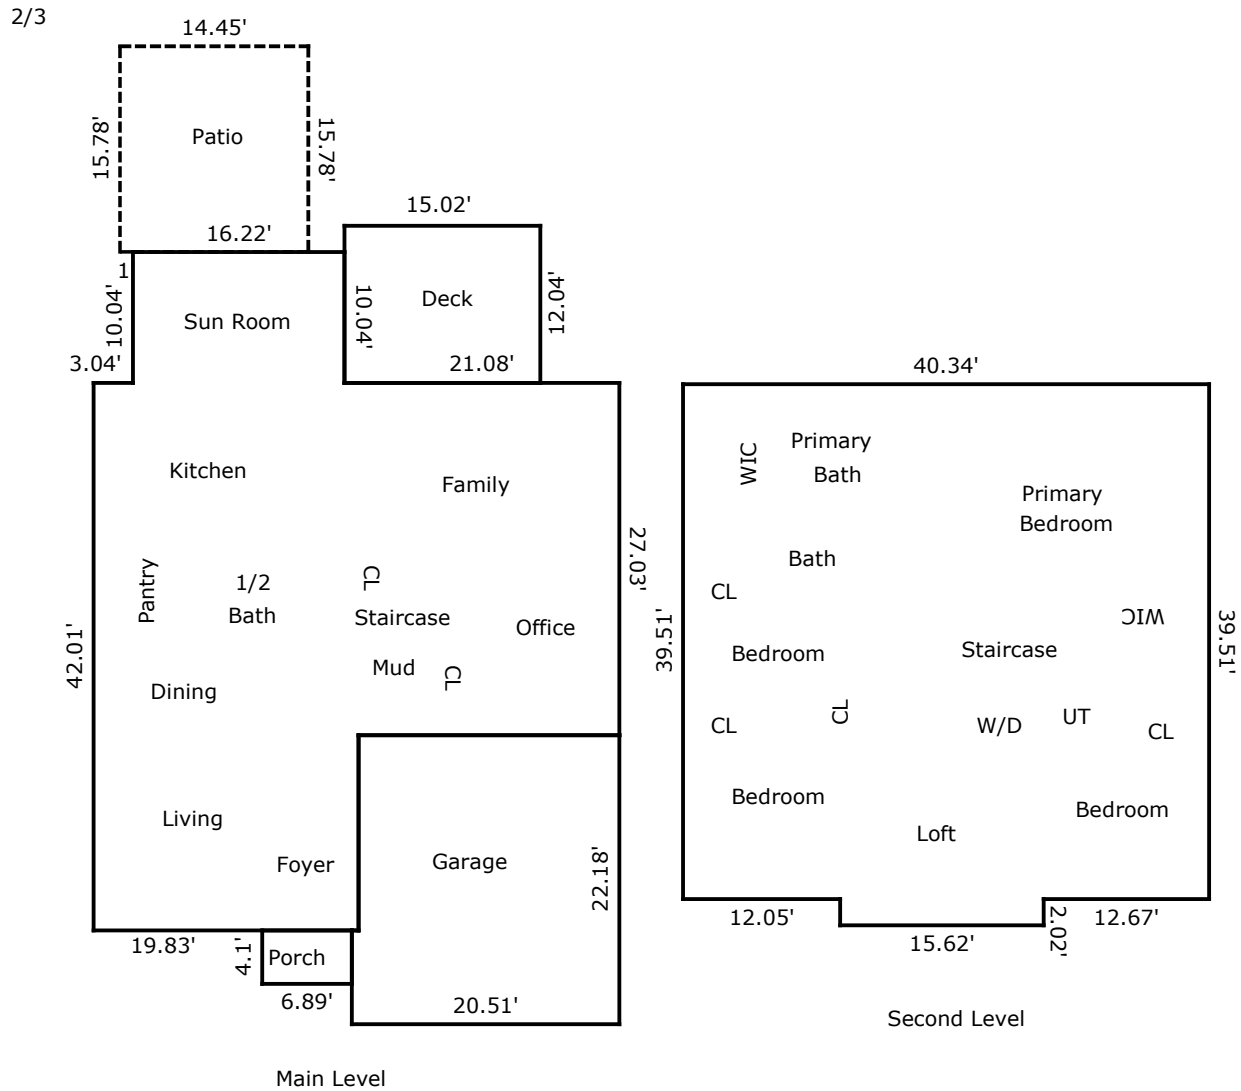 2/3
14.45'
15.78'
Patio
15.78'
16.22'
15.02'
1
10.04'
Sun Room
10.04'
Deck
12.04'
3.04'
21.08'
Kitchen
Family
Pantry
1/2
Bath
CL
Staircase
Office
27.03'
42.01'
Mud
CL
Dining
Living
Foyer
Garage
22.18'
19.83'
4.1'
Porch
6.89'
20.51'
Main Level
40.34'
WIC
Primary
Bath
Primary
Bedroom
Bath
CL
WIC
39.51'
Bedroom
Staircase
39.51'
CL
CL
W/D
UT
CL
Bedroom
Loft
Bedroom
12.05'
15.62'
2.02'
12.67'
Second Level